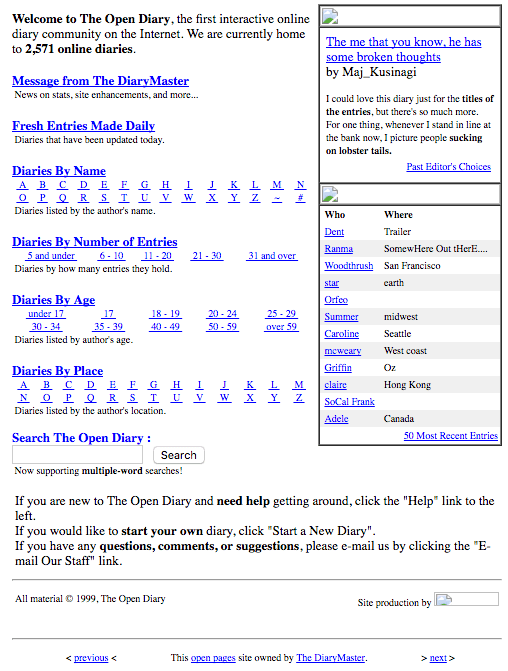 Welcome to The Open Diary, the first interactive online
diary community on the Internet. We are currently home
to 2,571 online diaries.
Message from The DiaryMaster
News on stats, site enhancements, and more...
Fresh Entries Made Daily
Diaries that have been updated today.
Diaries By Name
A B C D E F G H I J K L M N
O P Q R S T U V W X Y Z ~ #
Diaries listed by the author's name.
Diaries By Number of Entries
5 and under 6 - 10 11 - 20 21 - 30 31 and over
Diaries by how many entries they hold.
Diaries By Age
under 17 17 18 - 19 20 - 24 25 - 29
30 - 34 35 - 39 40 - 49 50 - 59 over 59
Diaries listed by author's age.
Diaries By Place
A B C D E F G H I J K L M
N O P Q R S T U V W X Y Z
Diaries listed by the author's location.
Search The Open Diary :
Search
Now supporting multiple-word searches!
The me that you know, he has
some broken thoughts
by Maj_Kusinagi
I could love this diary just for the titles of
the entries, but there's so much more.
For one thing, whenever I stand in line at
the bank now, I picture people sucking
on lobster tails.
Past Editor's Choices
Who Where
Dent Trailer
Ranma SomewHere Out tHerE....
Woodthrush San Francisco
star earth
Orfeo
Summer midwest
Caroline Seattle
mcweary West coast
Griffin Oz
claire Hong Kong
SoCal Frank
Adele Canada
50 Most Recent Entries
If you are new to The Open Diary and need help getting around, click the "Help" link to the
left.
If you would like to start your own diary, click "Start a New Diary".
If you have any questions, comments, or suggestions, please e-mail us by clicking the "E-
mail Our Staff" link.
All material © 1999, The Open Diary
Site production by
< previous < This open pages site owned by The DiaryMaster. > next >